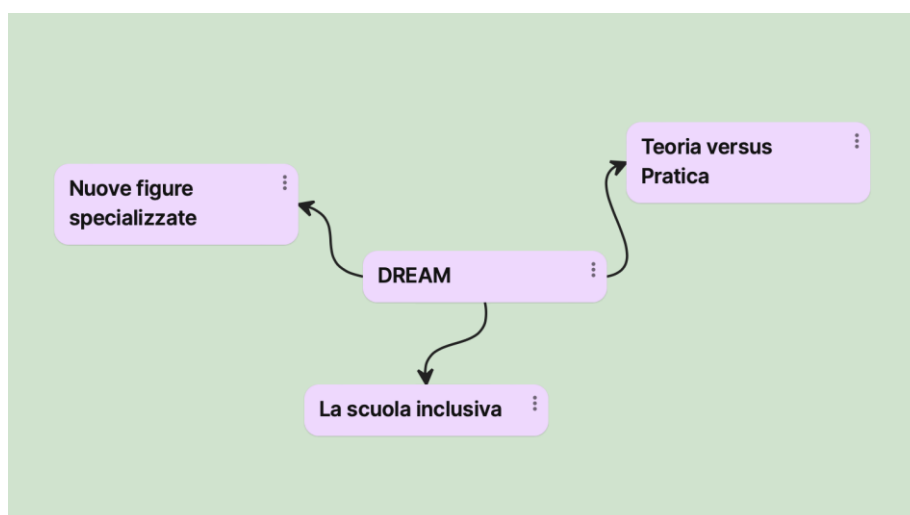 Teoria versus
Pratica
Nuove figure
specializzate
DREAM
La scuola inclusiva